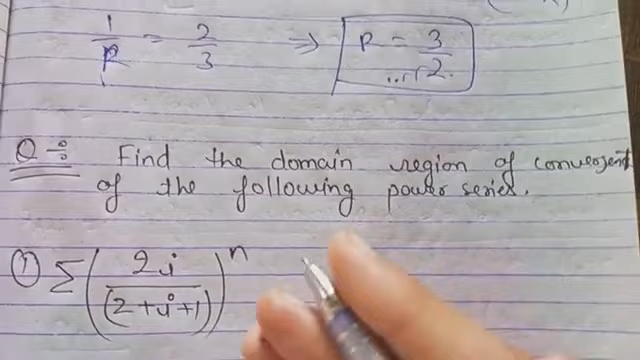 1/R = 2/3 ⇒ R = 3/2
Q ÷ Find the domain region of convergent
of the following power series.
① Σ (2i/(2+i+1))^n